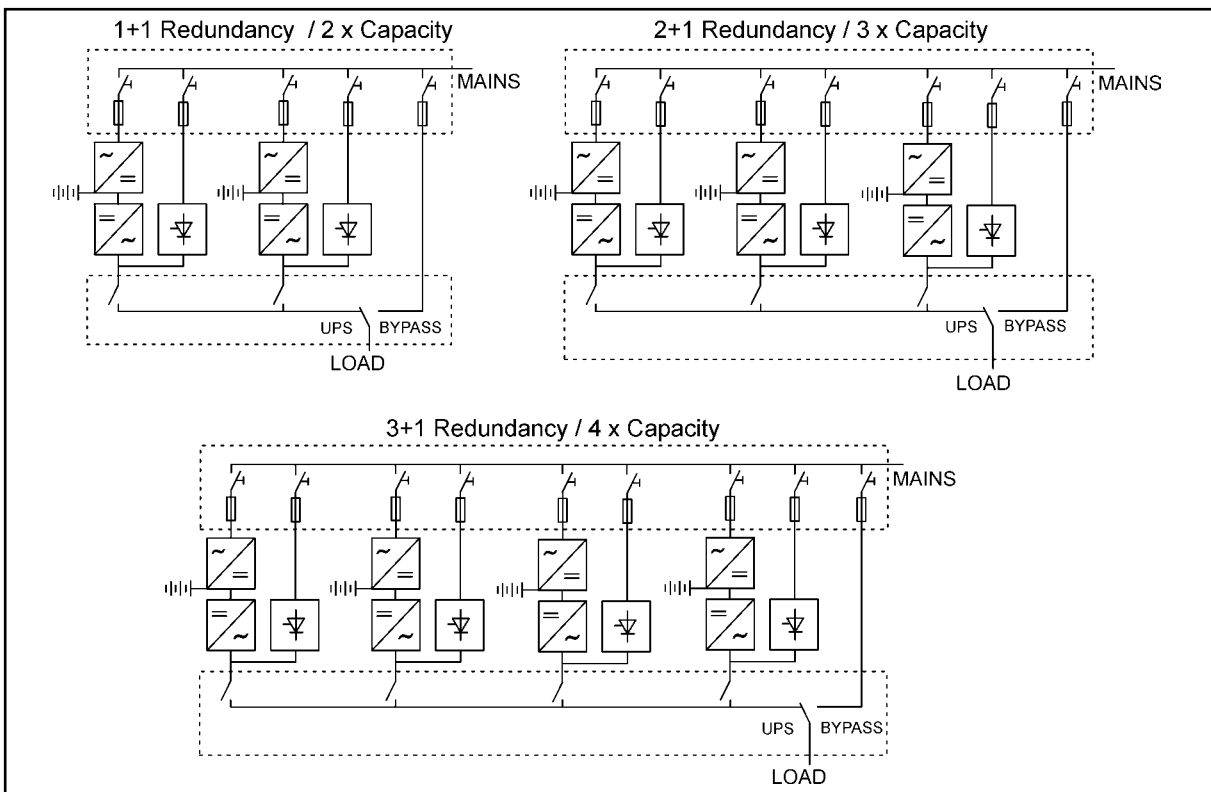 1+1 Redundancy / 2 x Capacity
MAINS
UPS BYPASS
LOAD
2+1 Redundancy / 3 x Capacity
MAINS
UPS BYPASS
LOAD
3+1 Redundancy / 4 x Capacity
MAINS
UPS BYPASS
LOAD